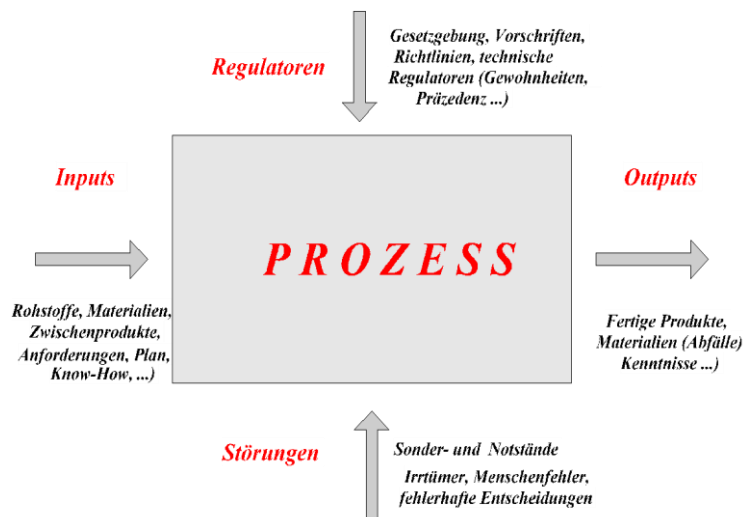 Regulatoren
Gesetzgebung, Vorschriften,
Richtlinien, technische
Regulatoren (Gewohnheiten,
Präzedenz ...)
Inputs
Outputs
PROZESS
Rohstoffe, Materialien,
Zwischenprodukte,
Anforderungen, Plan,
Know-How, ...)
Fertige Produkte,
Materialien (Abfälle)
Kenntnisse ...)
Störungen
Sonder- und Notstände
Irrtümer, Menschenfehler,
fehlerhafte Entscheidungen